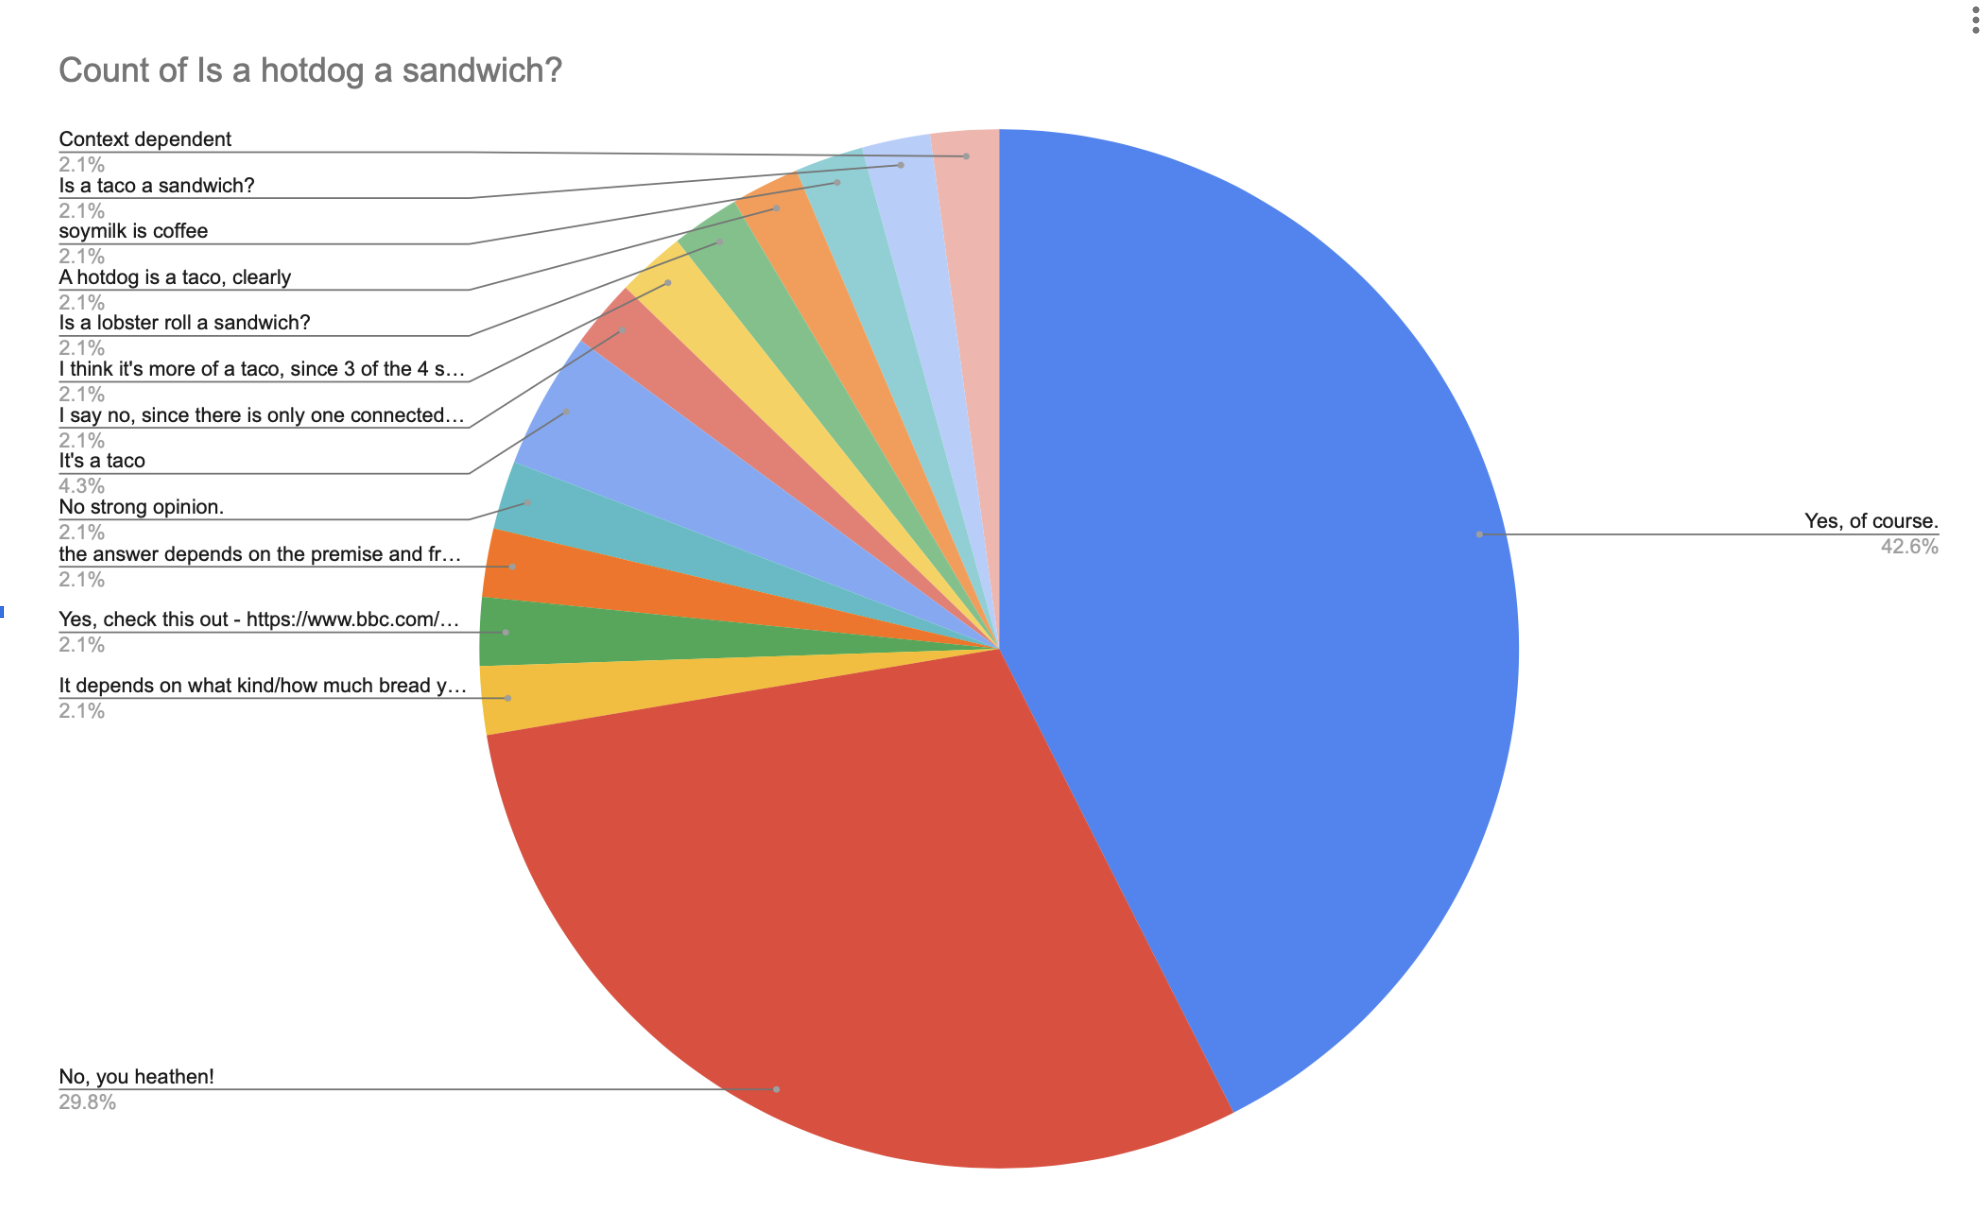 Count of Is a hotdog a sandwich?
Context dependent
2.1%
Is a taco a sandwich?
2.1%
soymilk is coffee
2.1%
A hotdog is a taco, clearly
2.1%
Is a lobster roll a sandwich?
2.1%
I think it's more of a taco, since 3 of the 4 s…
2.1%
I say no, since there is only one connected…
2.1%
It's a taco
4.3%
No strong opinion.
2.1%
the answer depends on the premise and fr…
2.1%
Yes, check this out - https://www.bbc.com/…
2.1%
It depends on what kind/how much bread y…
2.1%
No, you heathen!
29.8%
Yes, of course.
42.6%